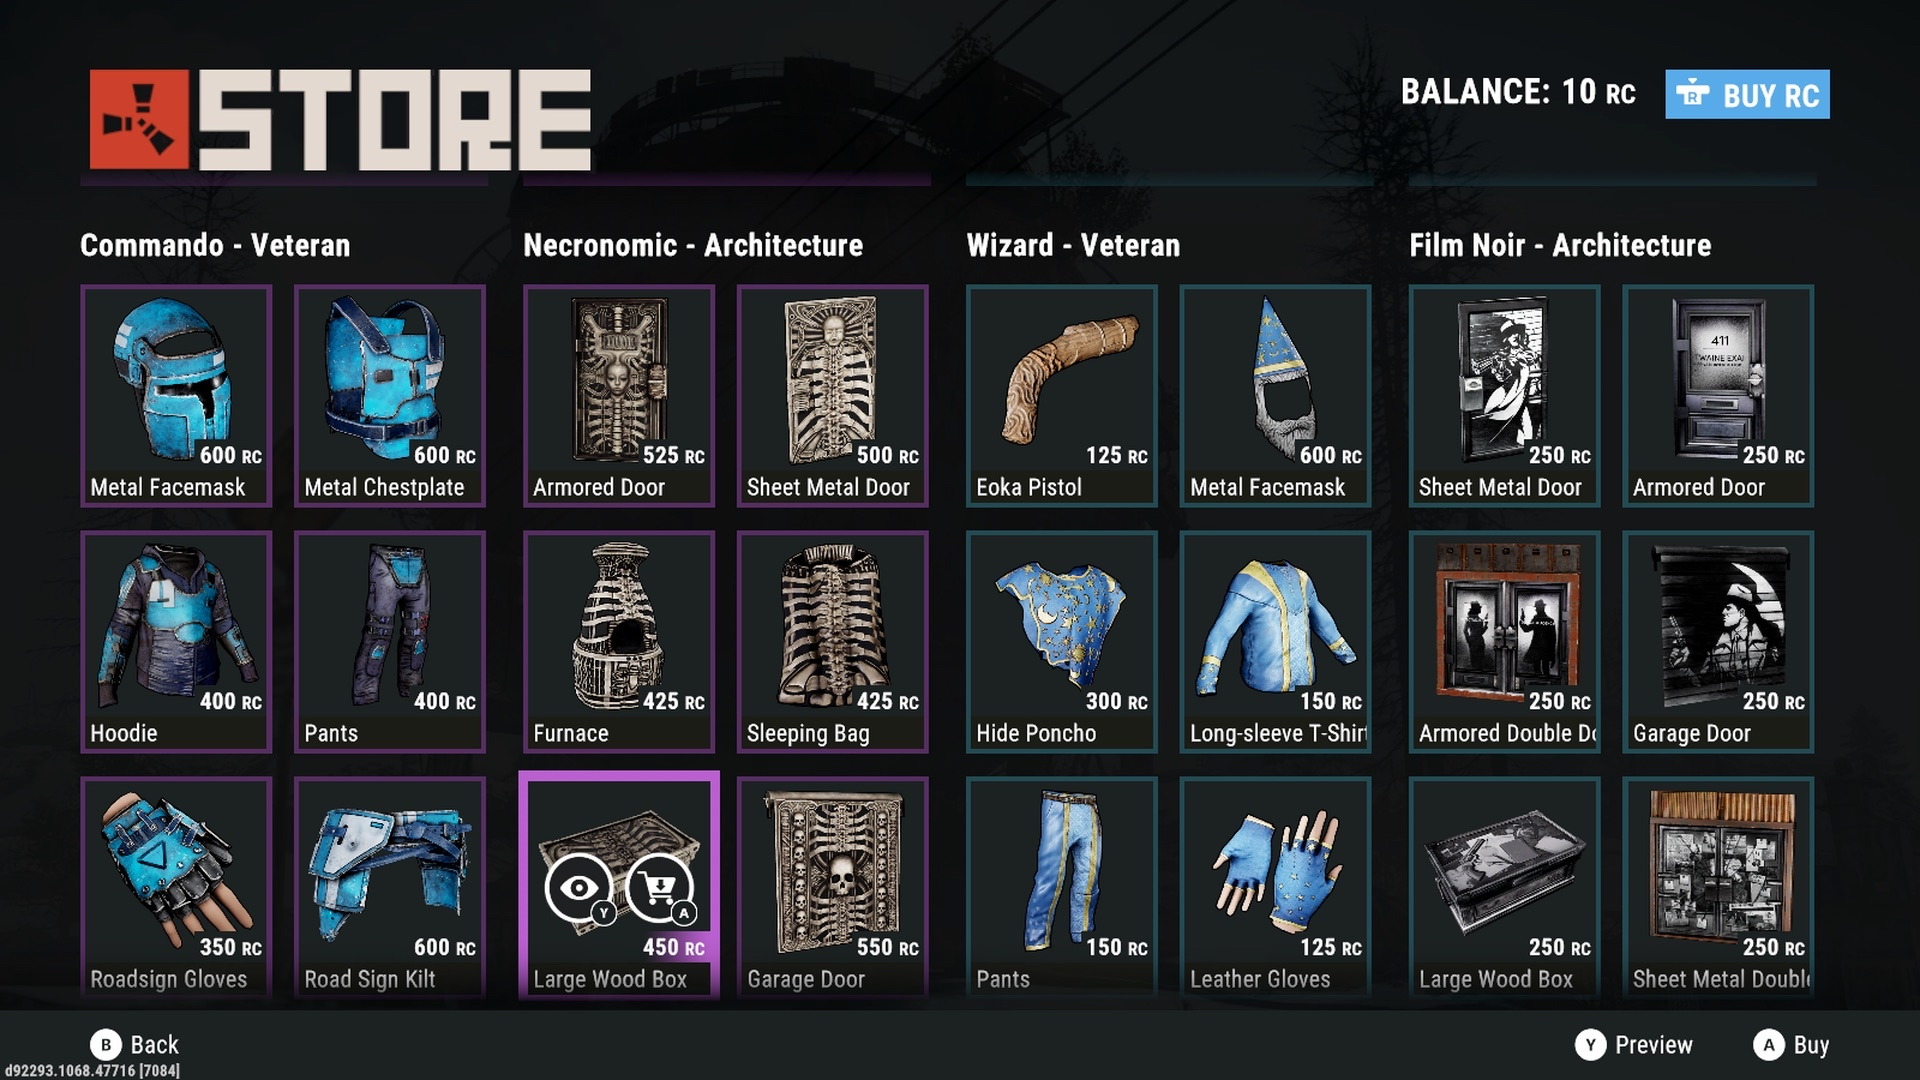 STORE
BALANCE: 10 RC
BUY RC
Commando - Veteran
Necronomic - Architecture
Wizard - Veteran
Film Noir - Architecture
600 RC
Metal Facemask
600 RC
Metal Chestplate
525 RC
Armored Door
500 RC
Sheet Metal Door
125 RC
Eoka Pistol
600 RC
Metal Facemask
250 RC
Sheet Metal Door
411
250 RC
Armored Door
400 RC
Hoodie
400 RC
Pants
425 RC
Furnace
425 RC
Sleeping Bag
300 RC
Hide Poncho
150 RC
Long-sleeve T-Shirt
250 RC
Armored Double Do
250 RC
Garage Door
350 RC
Roadsign Gloves
600 RC
Road Sign Kilt
Y
A
450 RC
Large Wood Box
550 RC
Garage Door
150 RC
Pants
125 RC
Leather Gloves
250 RC
Large Wood Box
250 RC
Sheet Metal Double
B Back
Y Preview
A Buy
d92293.1068.47716 [7084]